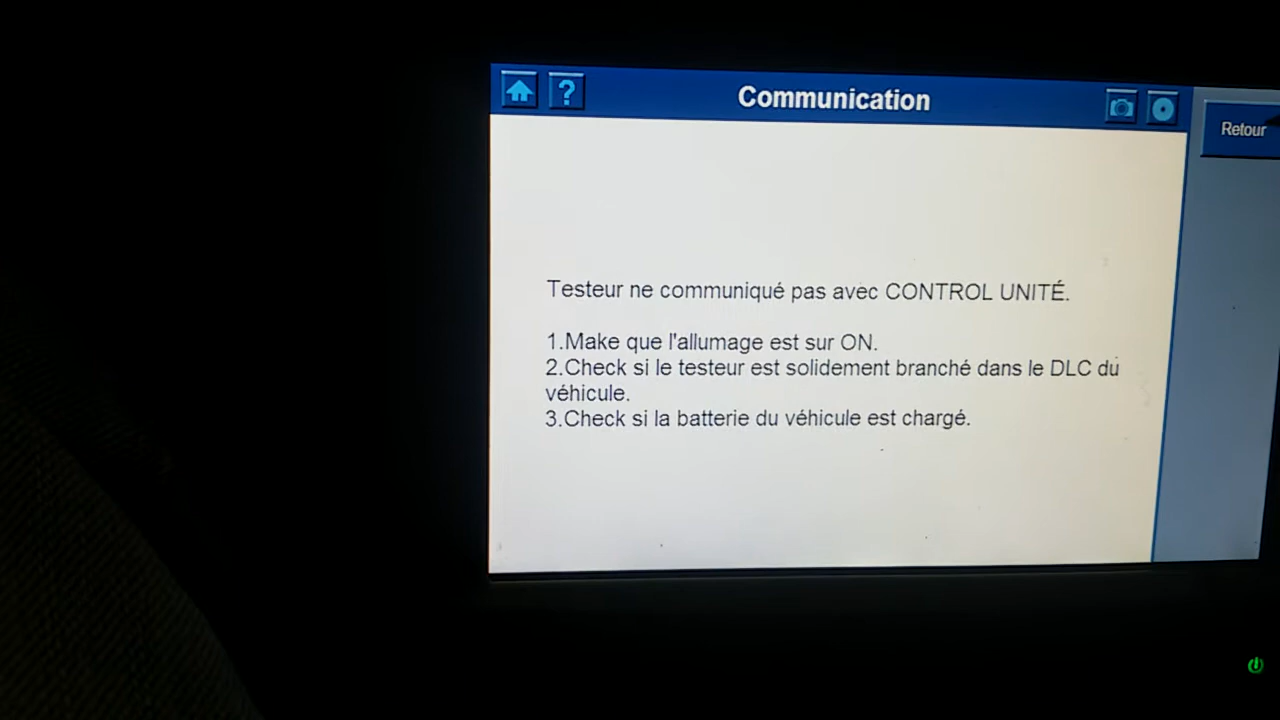 Communication
Retour
Testeur ne communiqué pas avec CONTROL UNITÉ.
1.Make que l'allumage est sur ON.
2.Check si le testeur est solidement branché dans le DLC du
véhicule.
3.Check si la batterie du véhicule est chargé.